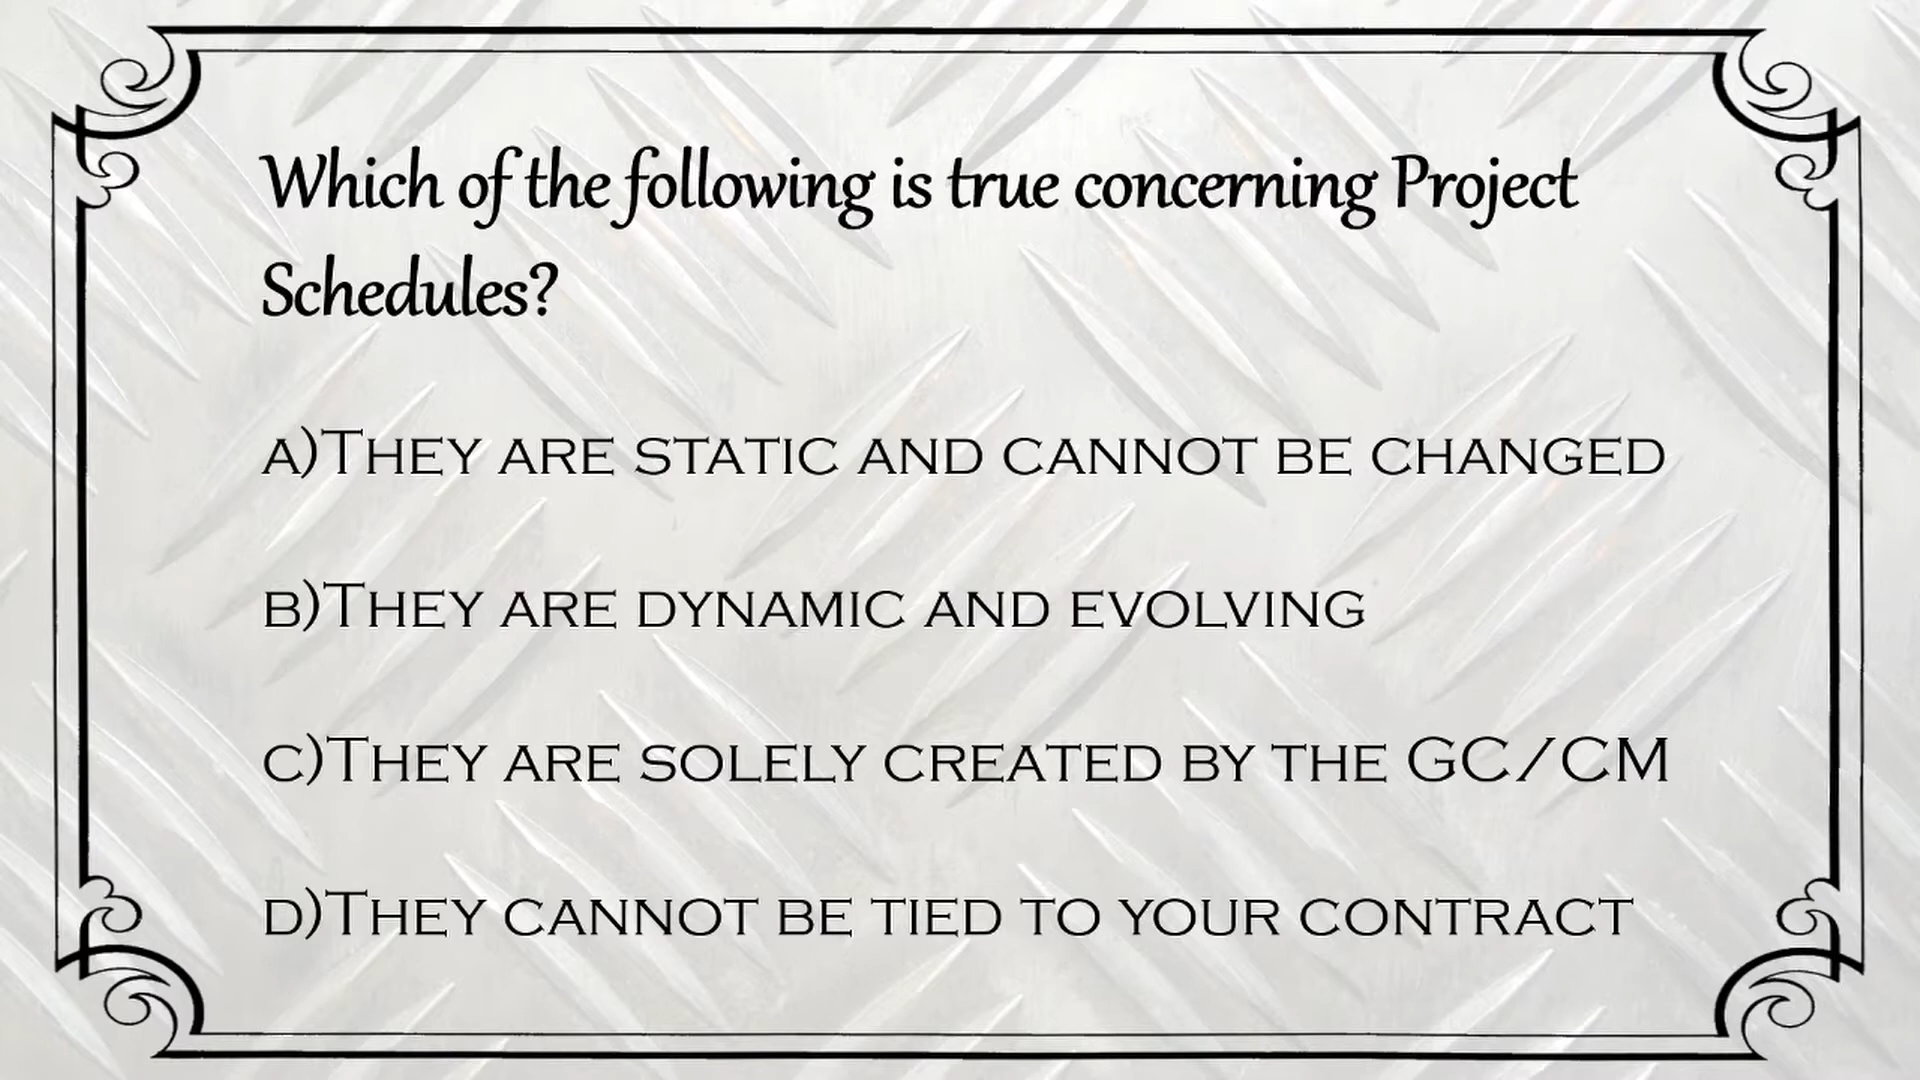 Which of the following is true concerning Project
Schedules?
A)They are static and cannot be changed
B)They are dynamic and evolving
C)They are solely created by the GC/CM
D)They cannot be tied to your contract